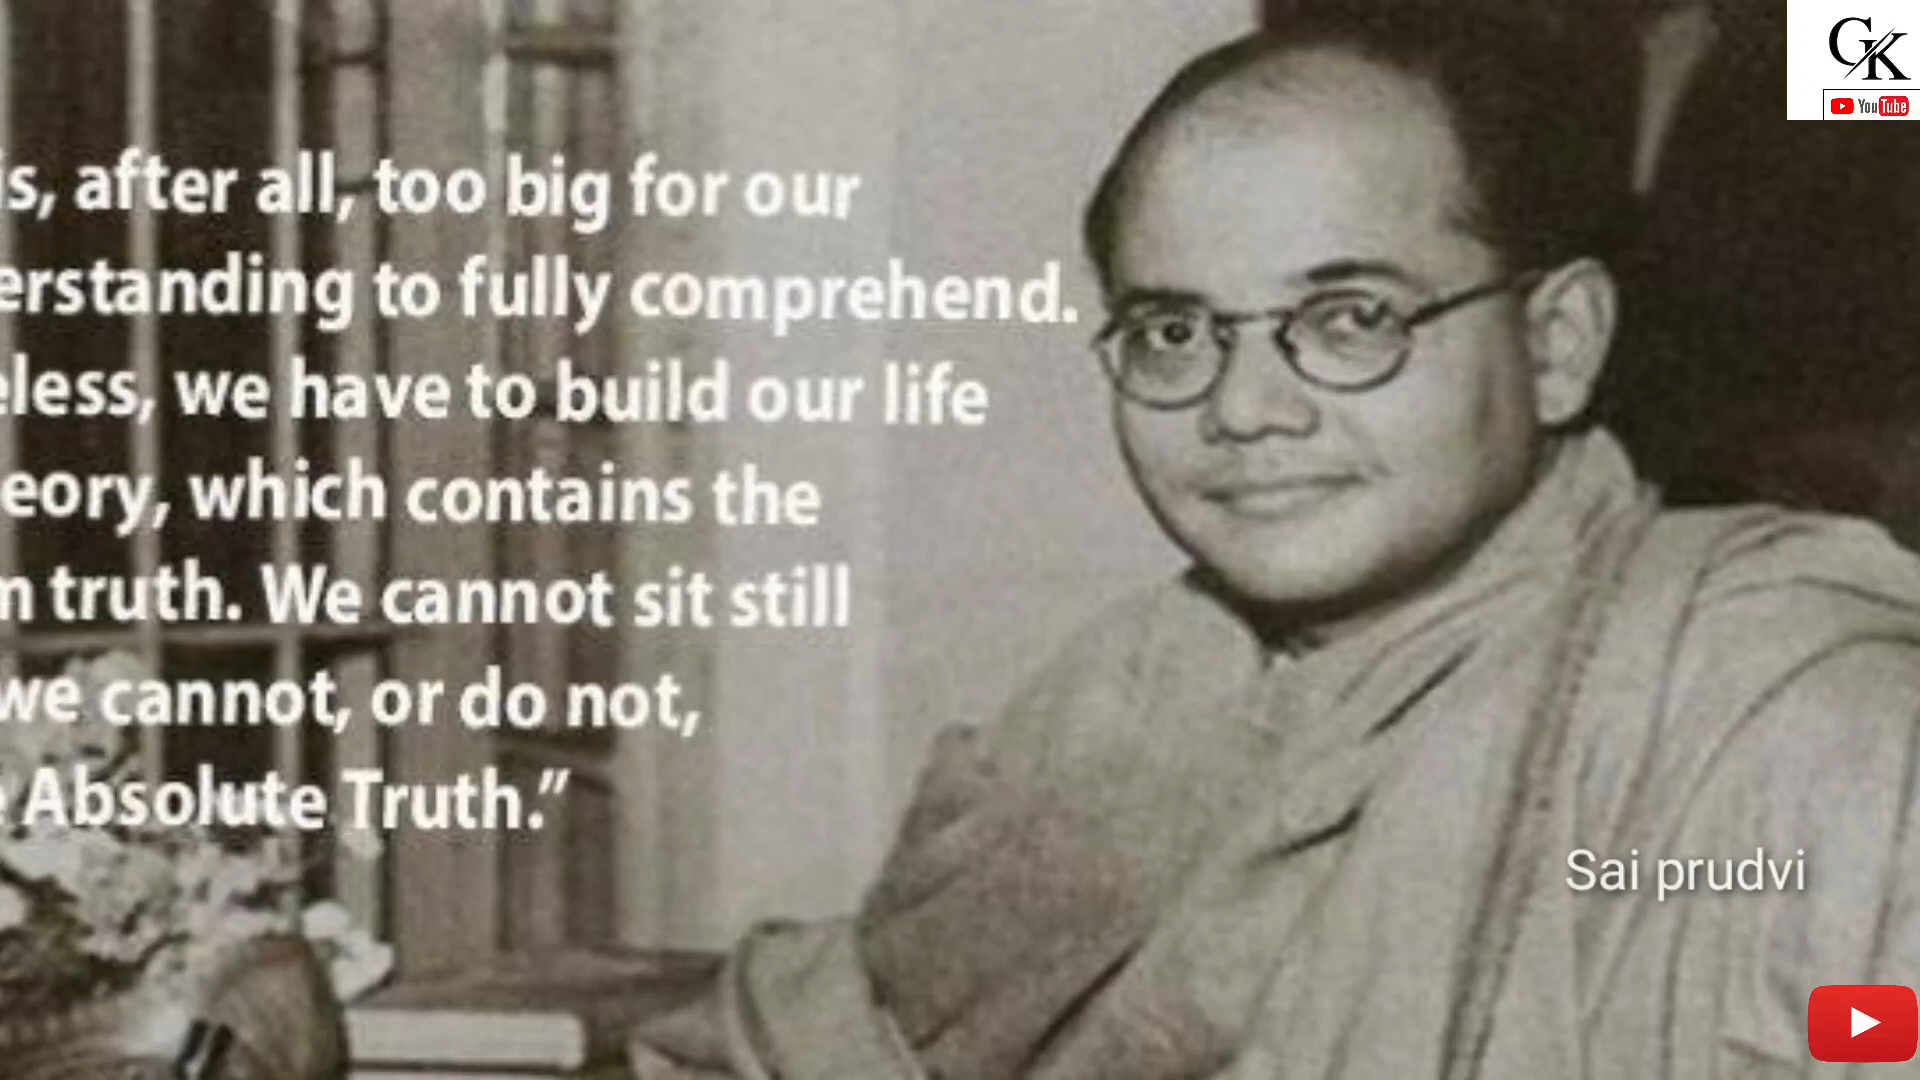 is, after all, too big for our
erstanding to fully comprehend.
eless, we have to build our life
eory, which contains the
m truth. We cannot sit still
we cannot, or do not,
e Absolute Truth.”
GK
YouTube
Sai prudvi